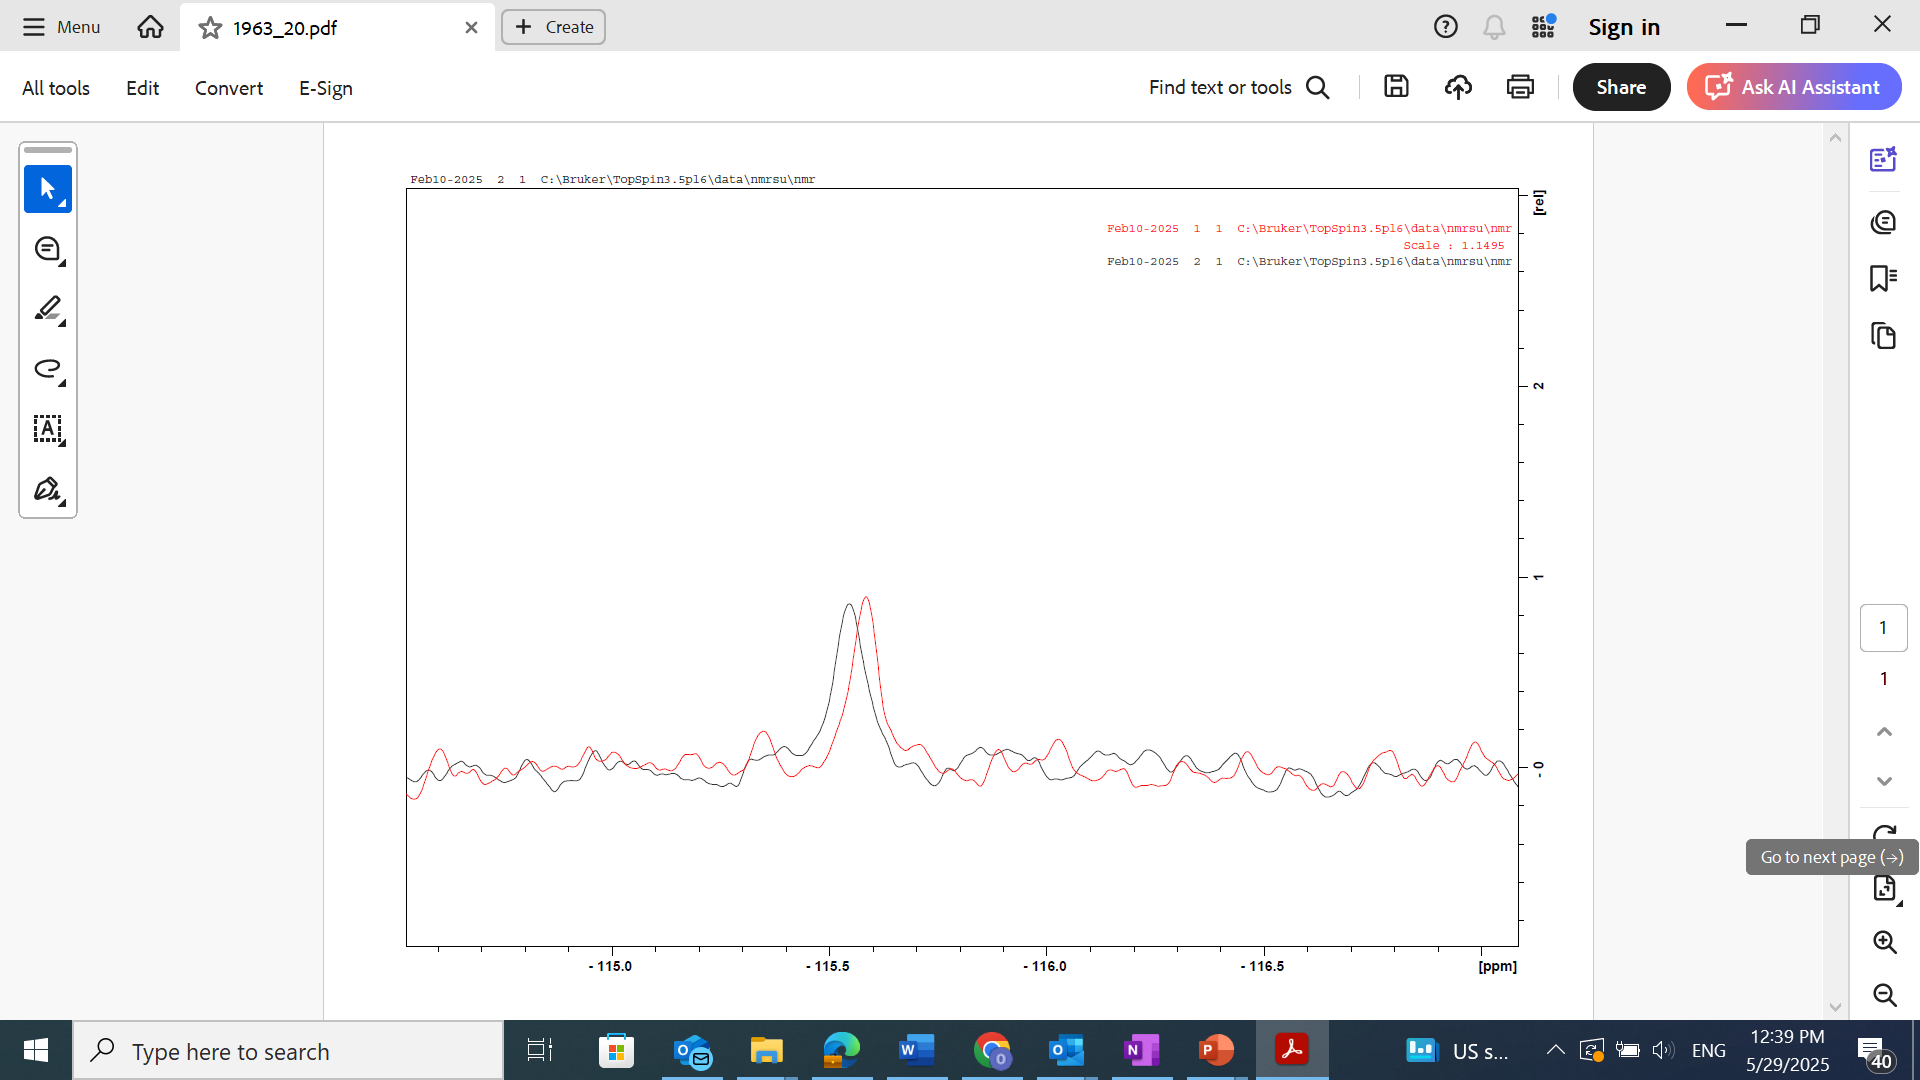 Menu
1963_20.pdf
Create
Sign in
All tools
Edit
Convert
E-Sign
Find text or tools
Share
Ask AI Assistant
Feb10-2025 2 1 C:\Bruker\TopSpin3.5pl6\data\nmrsu\nmr
[rel]
Feb10-2025 1 1 C:\Bruker\TopSpin3.5pl6\data\nmrsu\nmr
Scale : 1.1495
Feb10-2025 2 1 C:\Bruker\TopSpin3.5pl6\data\nmrsu\nmr
2
1
- 0
- 115.0
- 115.5
- 116.0
- 116.5
[ppm]
1
1
Go to next page (→)
Type here to search
US s...
ENG
12:39 PM
5/29/2025
40